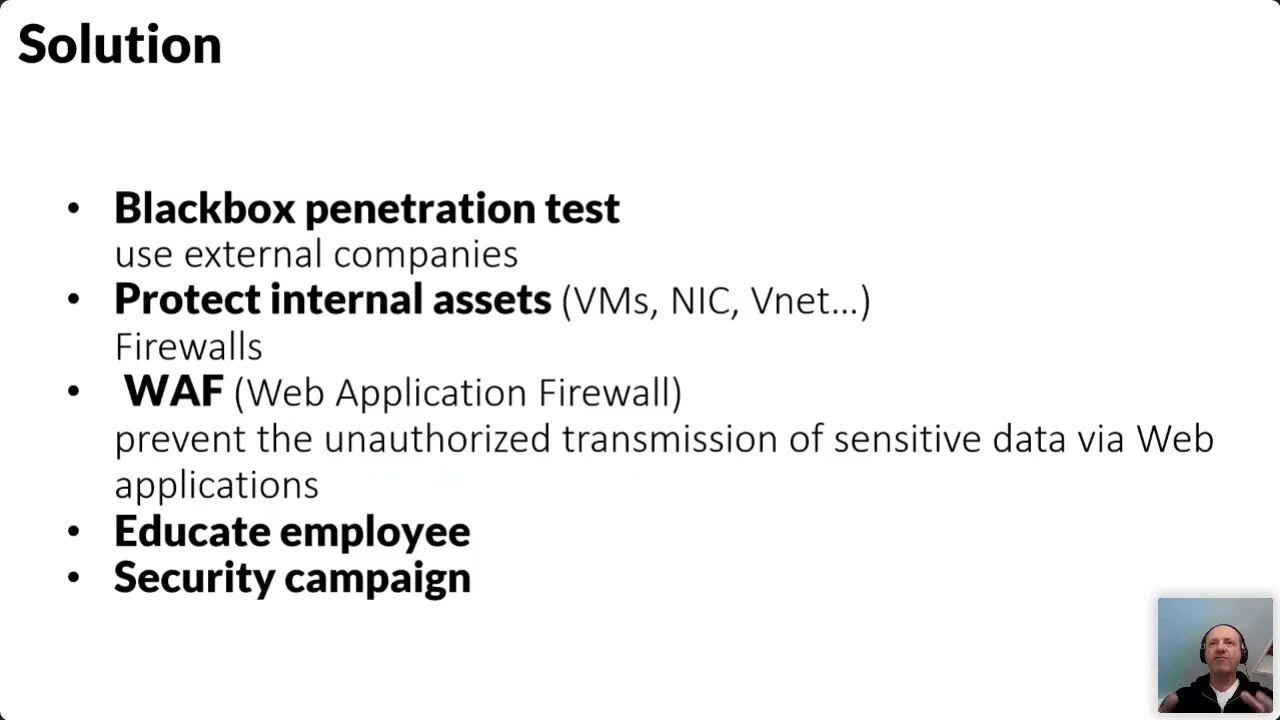 Solution
• Blackbox penetration test
use external companies
• Protect internal assets (VMs, NIC, Vnet...)
Firewalls
• WAF (Web Application Firewall)
prevent the unauthorized transmission of sensitive data via Web
applications
• Educate employee
• Security campaign